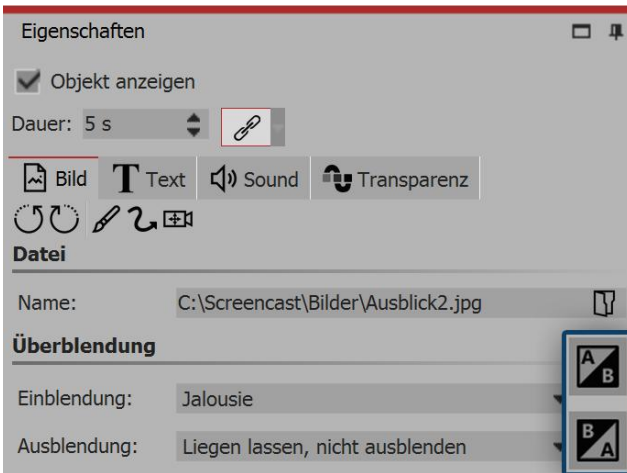 Eigenschaften
Objekt anzeigen
Dauer: 5 s
Bild Text Sound Transparenz
Datei
Name: C:\Screencast\Bilder\Ausblick2.jpg
Überblendung
A B
Einblendung: Jalousie
B A
Ausblendung: Liegen lassen, nicht ausblenden